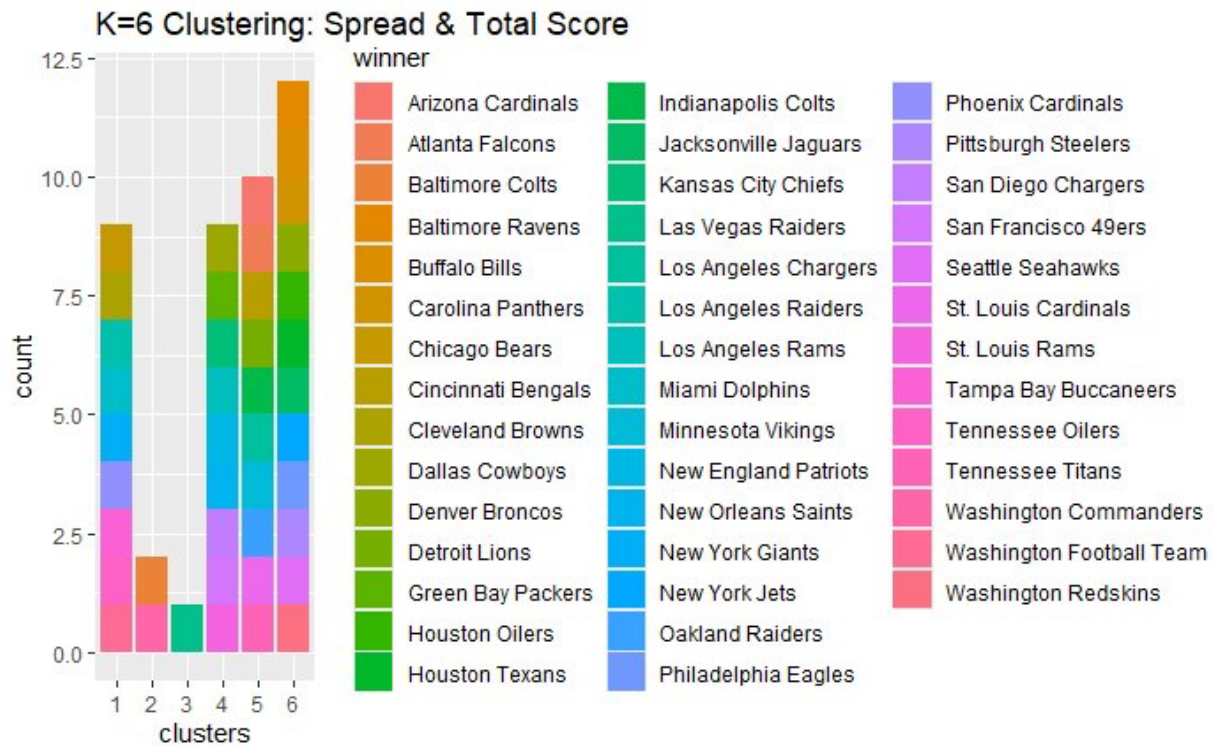 K=6 Clustering: Spread & Total Score
12.5
10.0
7.5
5.0
2.5
0.0
count
1 2 3 4 5 6
clusters
winner
Arizona Cardinals
Atlanta Falcons
Baltimore Colts
Baltimore Ravens
Buffalo Bills
Carolina Panthers
Chicago Bears
Cincinnati Bengals
Cleveland Browns
Dallas Cowboys
Denver Broncos
Detroit Lions
Green Bay Packers
Houston Oilers
Houston Texans
Indianapolis Colts
Jacksonville Jaguars
Kansas City Chiefs
Las Vegas Raiders
Los Angeles Chargers
Los Angeles Raiders
Los Angeles Rams
Miami Dolphins
Minnesota Vikings
New England Patriots
New Orleans Saints
New York Giants
New York Jets
Oakland Raiders
Philadelphia Eagles
Phoenix Cardinals
Pittsburgh Steelers
San Diego Chargers
San Francisco 49ers
Seattle Seahawks
St. Louis Cardinals
St. Louis Rams
Tampa Bay Buccaneers
Tennessee Oilers
Tennessee Titans
Washington Commanders
Washington Football Team
Washington Redskins